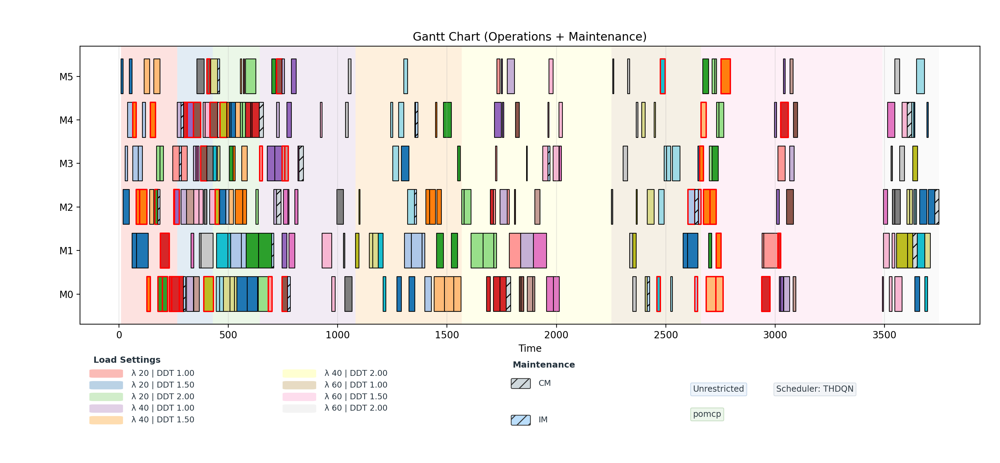 Gantt Chart (Operations + Maintenance)
M5
M4
M3
M2
M1
M0
0 500 1000 1500 2000 2500 3000 3500
Time
Load Settings
λ 20 | DDT 1.00
λ 20 | DDT 1.50
λ 20 | DDT 2.00
λ 40 | DDT 1.00
λ 40 | DDT 1.50
λ 40 | DDT 2.00
λ 60 | DDT 1.00
λ 60 | DDT 1.50
λ 60 | DDT 2.00
Maintenance
CM
IM
Unrestricted
Scheduler: THDQN
pomcp